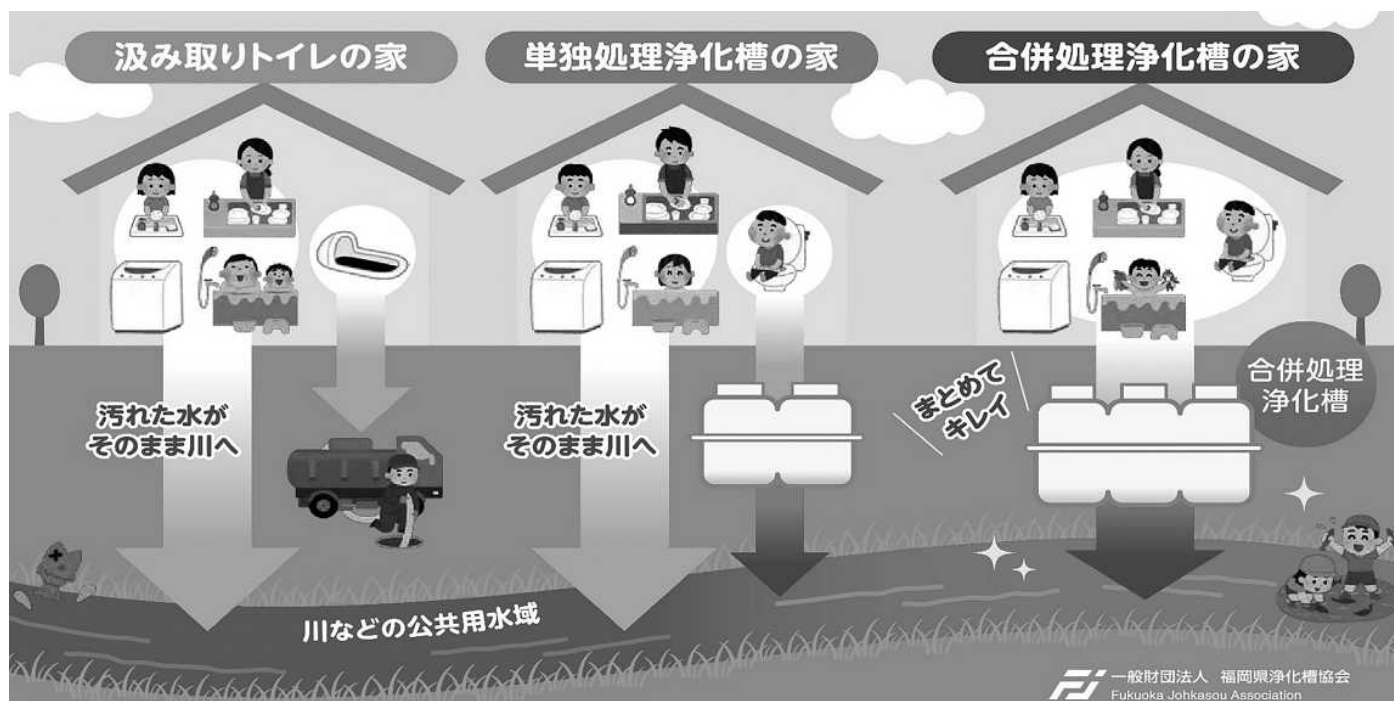 汲み取りトイレの家
単独処理浄化槽の家
合併処理浄化槽の家
汚れた水が
そのまま川へ
汚れた水が
そのまま川へ
まとめて
キレイ
合併処理
浄化槽
川などの公共用水域
一般財団法人 福岡県浄化槽協会
Fukuoka Johkasou Association